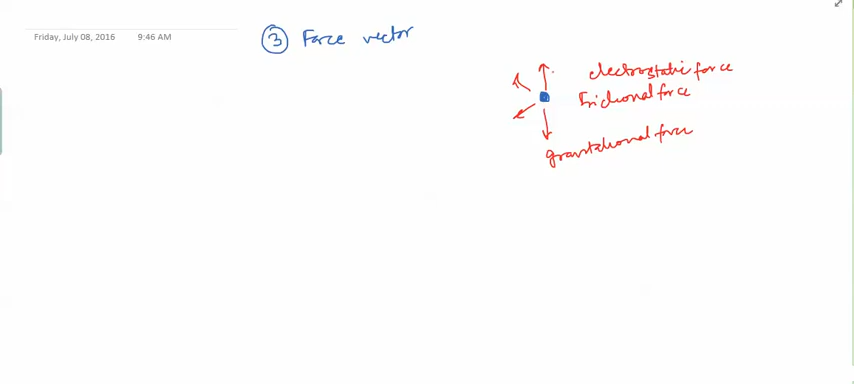 Friday, July 08, 2016 9:46 AM
③ Force vector
electrostatic force
Frictional force
gravitational force